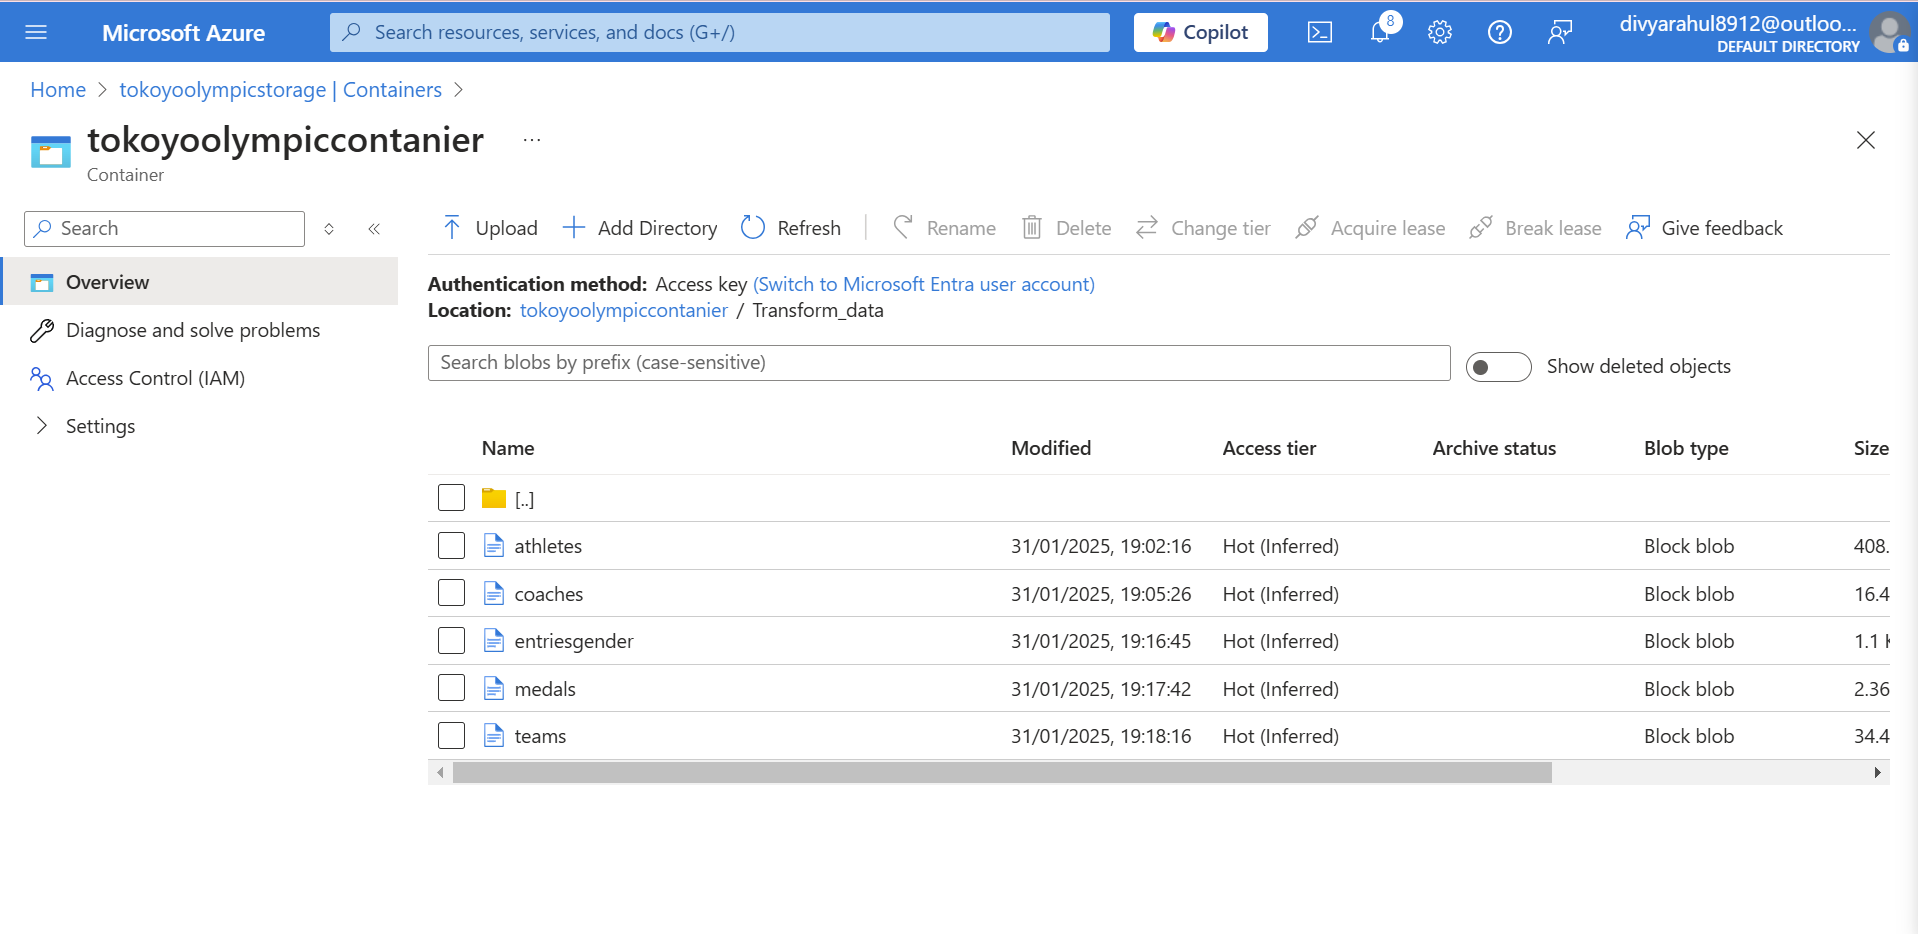 Microsoft Azure
Search resources, services, and docs (G+/)
Copilot
8
divyarahul8912@outloo...
DEFAULT DIRECTORY
Home > tokoyoolympicstorage | Containers >
tokoyoolympiccontanier ...
Container
Search
Overview
Diagnose and solve problems
Access Control (IAM)
Settings
Upload Add Directory Refresh Rename Delete Change tier Acquire lease Break lease Give feedback
Authentication method: Access key (Switch to Microsoft Entra user account)
Location: tokoyoolympiccontanier / Transform_data
Search blobs by prefix (case-sensitive)
Show deleted objects
Name Modified Access tier Archive status Blob type Size
[..]
athletes 31/01/2025, 19:02:16 Hot (Inferred) Block blob 408.
coaches 31/01/2025, 19:05:26 Hot (Inferred) Block blob 16.4
entriesgender 31/01/2025, 19:16:45 Hot (Inferred) Block blob 1.1
medals 31/01/2025, 19:17:42 Hot (Inferred) Block blob 2.36
teams 31/01/2025, 19:18:16 Hot (Inferred) Block blob 34.4